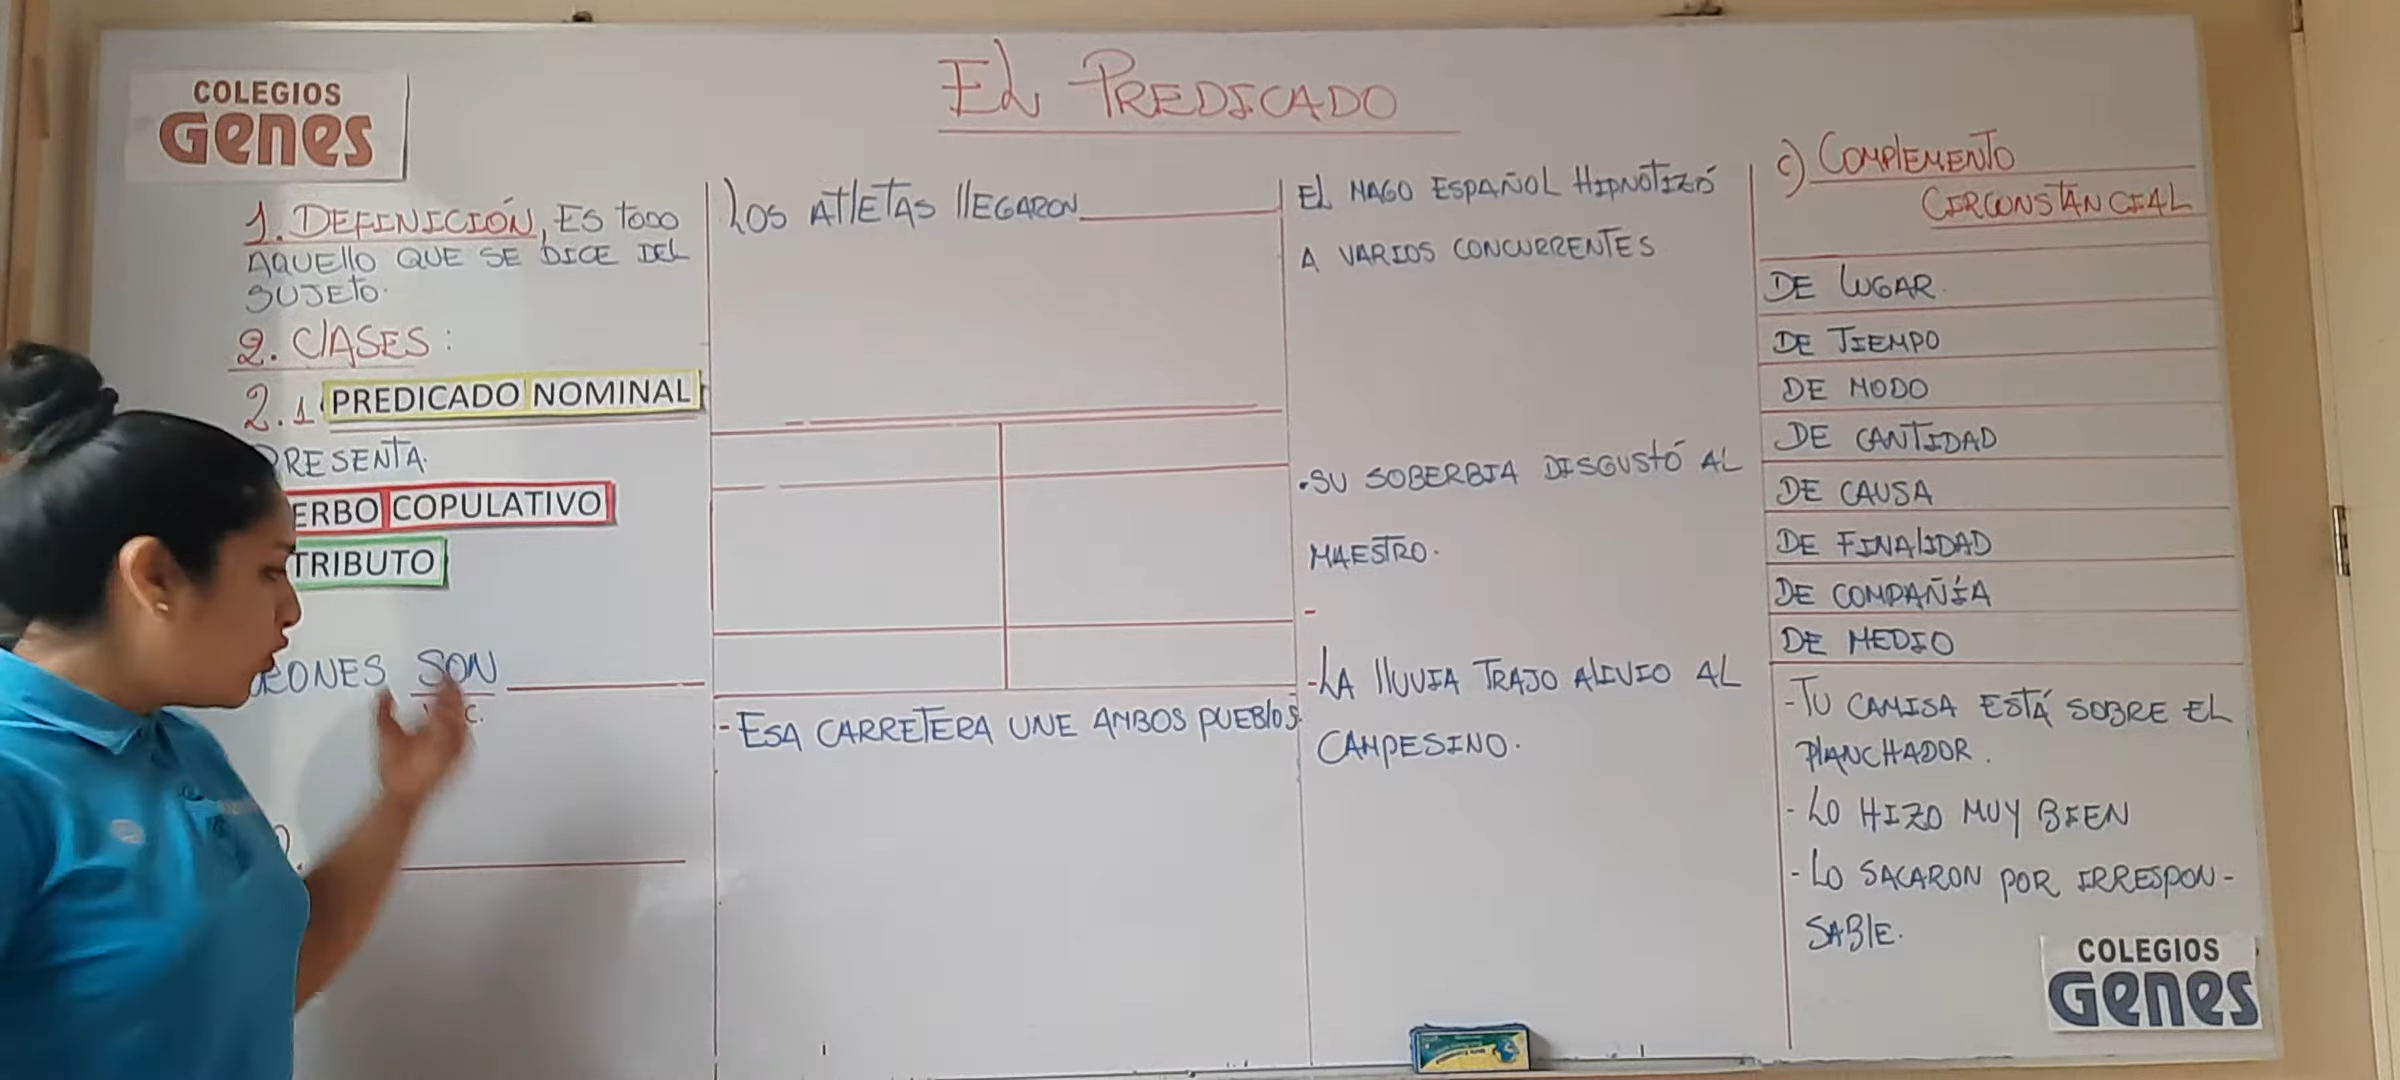 COLEGIOS
Genes
EL PREDICADO
1. DEFINICIÓN, ES TODO
AQUELLO QUE SE DICE DEL
SUJETO.
2. CLASES:
2.1 PREDICADO NOMINAL
PRESENTA
ERBO COPULATIVO
TRIBUTO
RONES SON
C.
LOS ATLETAS LLEGARON
- ESA CARRETERA UNE AMBOS PUEBLOS.
EL MAGO ESPAÑOL HIPNOTIZÓ
A VARIOS CONCURRENTES
.SU SOBERBIA DISGUSTÓ AL
MAESTRO.
-
-LA LLUVIA TRAJO ALIVIO AL
CAMPESINO.
c) COMPLEMENTO
CIRCUNSTANCIAL
DE LUGAR.
DE TIEMPO
DE MODO
DE CANTIDAD
DE CAUSA
DE FINALIDAD
DE COMPAÑÍA
DE MEDIO
-TU CAMISA ESTÁ SOBRE EL
PLANCHADOR.
- LO HIZO MUY BIEN
- LO SACARON POR IRRESPON-
SABLE.
COLEGIOS
Genes